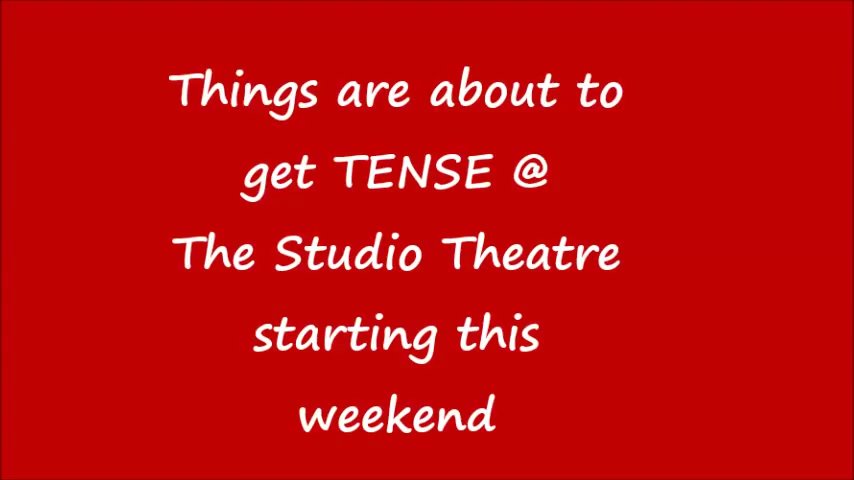 Things are about to
get TENSE @
The Studio Theatre
starting this
weekend